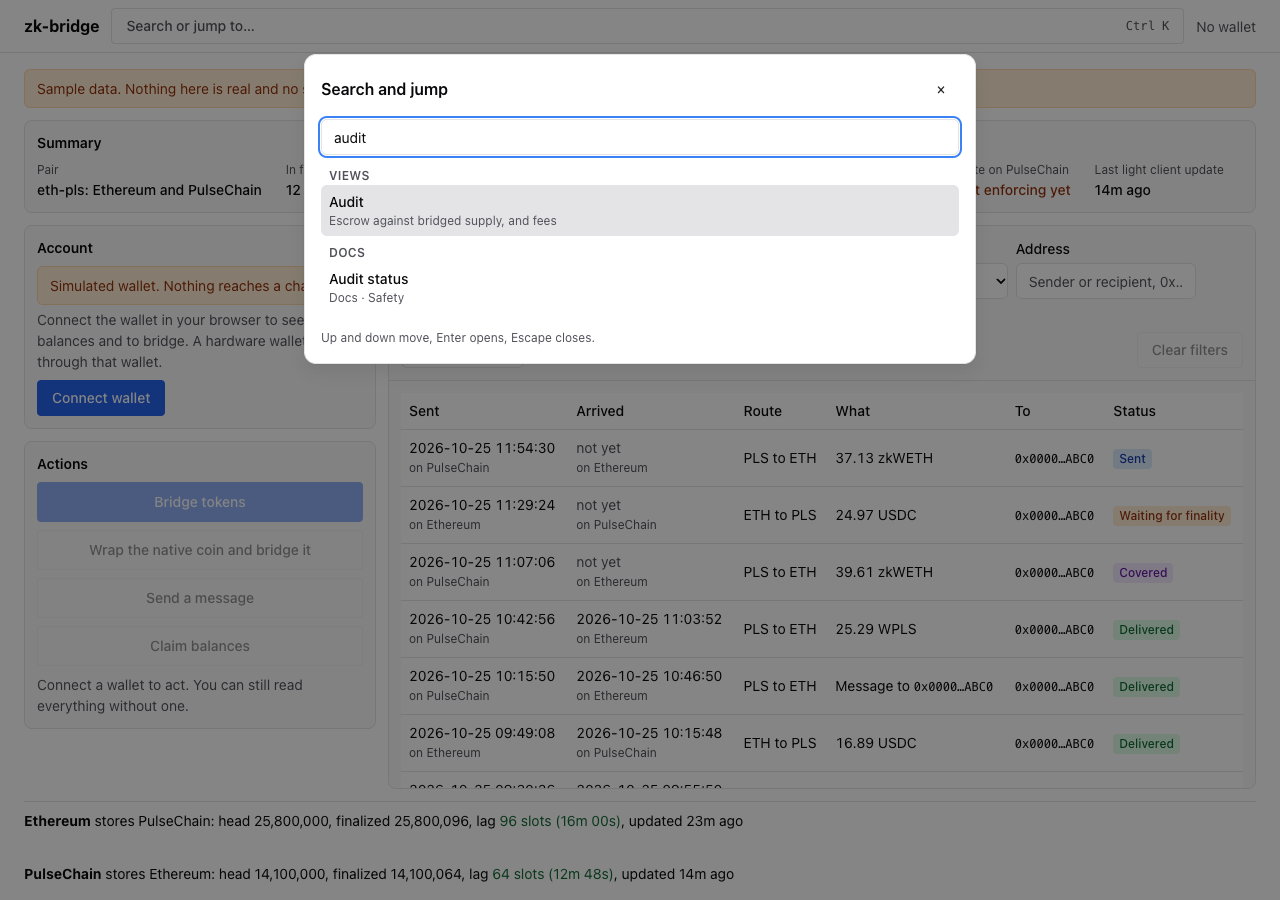 zk-bridge
Search or jump to...
Ctrl K
No wallet
Sample data. Nothing here is real and no
Search and jump
×
audit
VIEWS
Audit
Escrow against bridged supply, and fees
DOCS
Audit status
Docs · Safety
Up and down move, Enter opens, Escape closes.
Summary
Pair
eth-pls: Ethereum and PulseChain
In
12
on PulseChain
enforcing yet
Last light client update
14m ago
Account
Simulated wallet. Nothing reaches a
Connect the wallet in your browser to see
balances and to bridge. A hardware wallet
through that wallet.
Connect wallet
Actions
Bridge tokens
Wrap the native coin and bridge it
Send a message
Claim balances
Connect a wallet to act. You can still read
everything without one.
Address
Sender or recipient, 0x..
Clear filters
Sent Arrived Route What To Status
2026-10-25 11:54:30 not yet PLS to ETH 37.13 zkWETH 0x0000…ABC0 Sent
on PulseChain on Ethereum
2026-10-25 11:29:24 not yet ETH to PLS 24.97 USDC 0x0000…ABC0 Waiting for finality
on Ethereum on PulseChain
2026-10-25 11:07:06 not yet PLS to ETH 39.61 zkWETH 0x0000…ABC0 Covered
on PulseChain on Ethereum
2026-10-25 10:42:56 2026-10-25 11:03:52 PLS to ETH 25.29 WPLS 0x0000…ABC0 Delivered
on PulseChain on Ethereum
2026-10-25 10:15:50 2026-10-25 10:46:50 PLS to ETH Message to 0x0000…ABC0 0x0000…ABC0 Delivered
on PulseChain on Ethereum
2026-10-25 09:49:08 2026-10-25 10:15:48 ETH to PLS 16.89 USDC 0x0000…ABC0 Delivered
on Ethereum on PulseChain
Ethereum stores PulseChain: head 25,800,000, finalized 25,800,096, lag 96 slots (16m 00s), updated 23m ago
PulseChain stores Ethereum: head 14,100,000, finalized 14,100,064, lag 64 slots (12m 48s), updated 14m ago